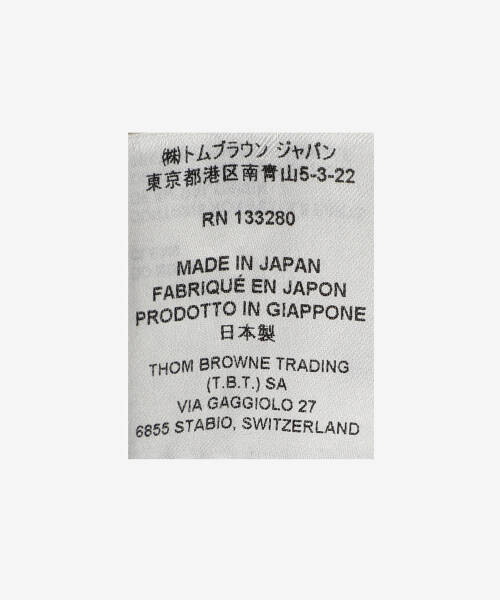 ㈱トムブラウン ジャパン
東京都港区南青山5-3-22
RN 133280
MADE IN JAPAN
FABRIQUÉ EN JAPON
PRODOTTO IN GIAPPONE
日本製
THOM BROWNE TRADING
(T.B.T.) SA
VIA GAGGIOLO 27
6855 STABIO, SWITZERLAND